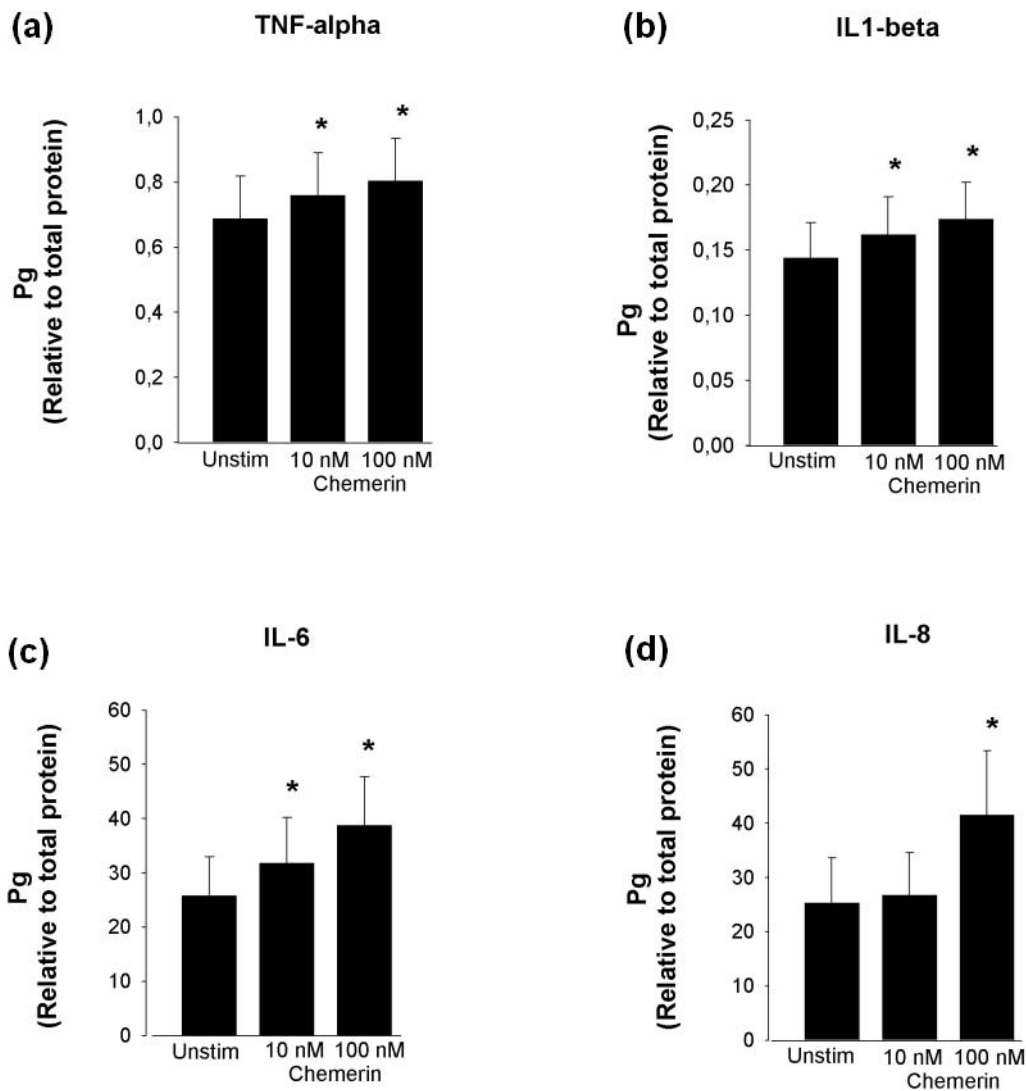 (a)
TNF-alpha
Pg
(Relative to total protein)
1,0
0,8
0,6
0,4
0,2
0,0
*
*
Unstim 10 nM 100 nM
Chemerin
(b)
IL1-beta
Pg
(Relative to total protein)
0,25
0,20
0,15
0,10
0,05
0,00
*
*
Unstim 10 nM 100 nM
Chemerin
(c)
IL-6
Pg
(Relative to total protein)
60
50
40
30
20
10
0
*
*
Unstim 10 nM 100 nM
Chemerin
(d)
IL-8
Pg
(Relative to total protein)
60
50
40
30
20
10
0
*
Unstim 10 nM 100 nM
Chemerin